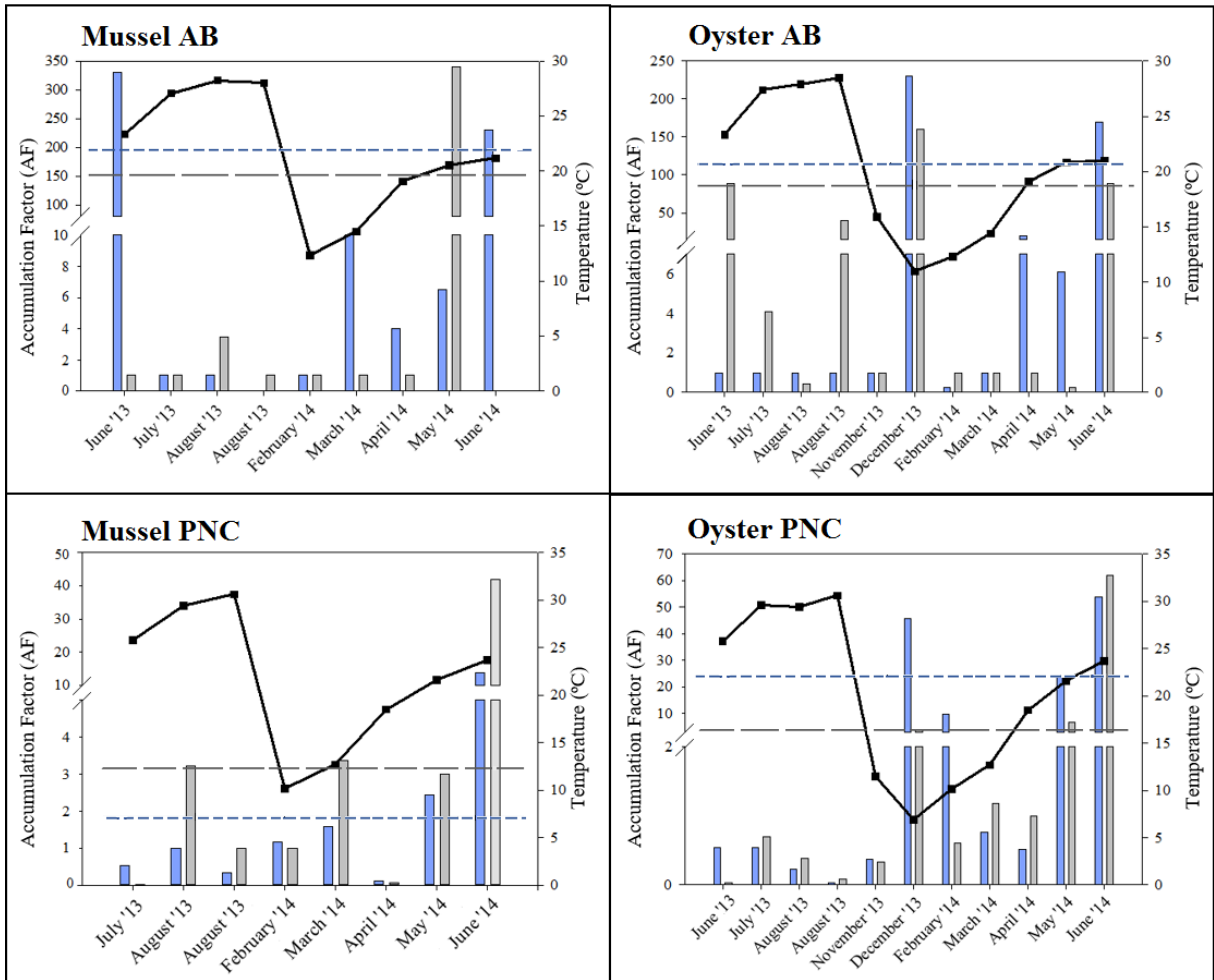 Mussel AB
350
300
250
200
150
100
10
8
6
4
2
0
30
25
20
15
10
5
0
Accumulation Factor (AF)
Temperature (ºC)
June '13
July '13
August '13
August '13
February '14
March '14
April '14
May '14
June '14
Oyster AB
250
200
150
100
50
6
4
2
0
30
25
20
15
10
5
0
Accumulation Factor (AF)
Temperature (ºC)
June '13
July '13
August '13
August '13
November '13
December '13
February '14
March '14
April '14
May '14
June '14
Mussel PNC
50
40
30
20
10
4
3
2
1
0
35
30
25
20
15
10
5
0
Accumulation Factor (AF)
Temperature (ºC)
July '13
August '13
August '13
February '14
March '14
April '14
May '14
June '14
Oyster PNC
70
60
50
40
30
20
10
2
0
35
30
25
20
15
10
5
0
Accumulation Factor (AF)
Temperature (ºC)
June '13
July '13
August '13
August '13
November '13
December '13
February '14
March '14
April '14
May '14
June '14